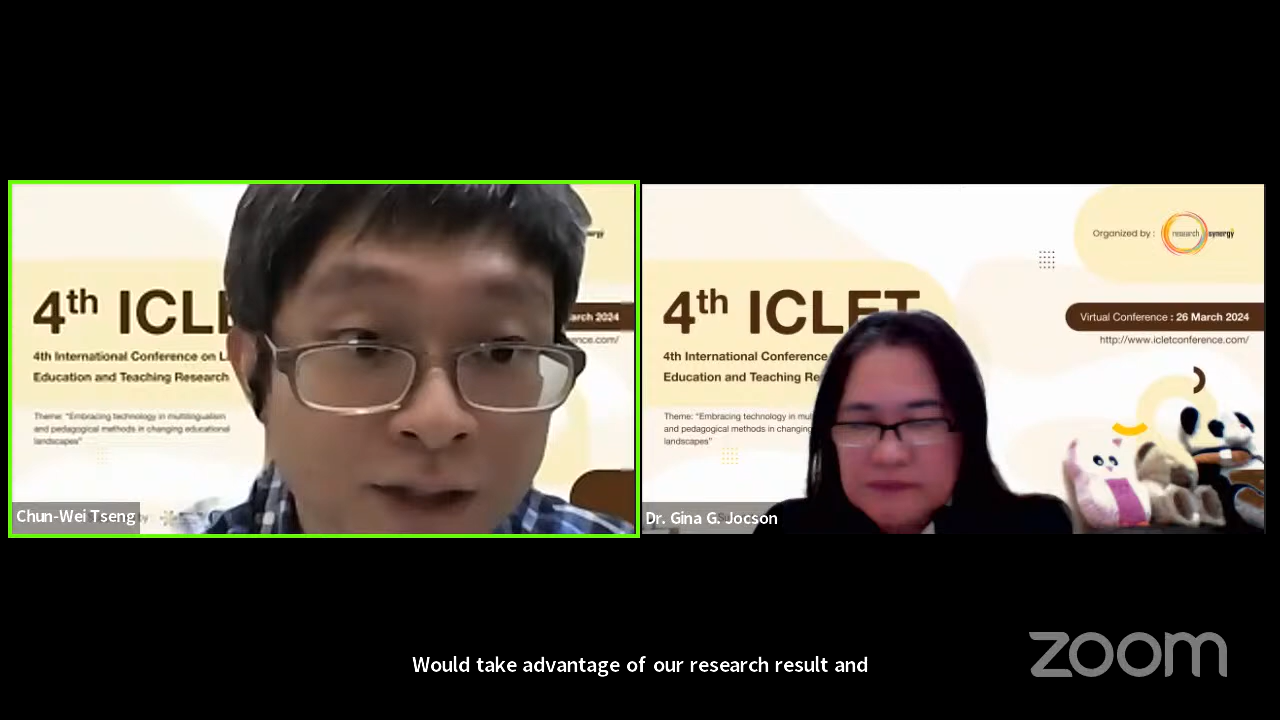 4th ICLE
arch 2024
nce.com/
4th International Conference on L
Education and Teaching Research
Theme: "Embracing technology in multilingualism
and pedagogical methods in changing educational
landscapes"
Chun-Wei Tseng
Organized by :
research synergy
4th ICLET
Virtual Conference : 26 March 2024
http://www.icletconference.com/
4th International Conference
Education and Teaching Re
Theme: "Embracing technology in mul
and pedagogical methods in changing
landscapes"
Dr. Gina G. Jocson
Would take advantage of our research result and
zoom